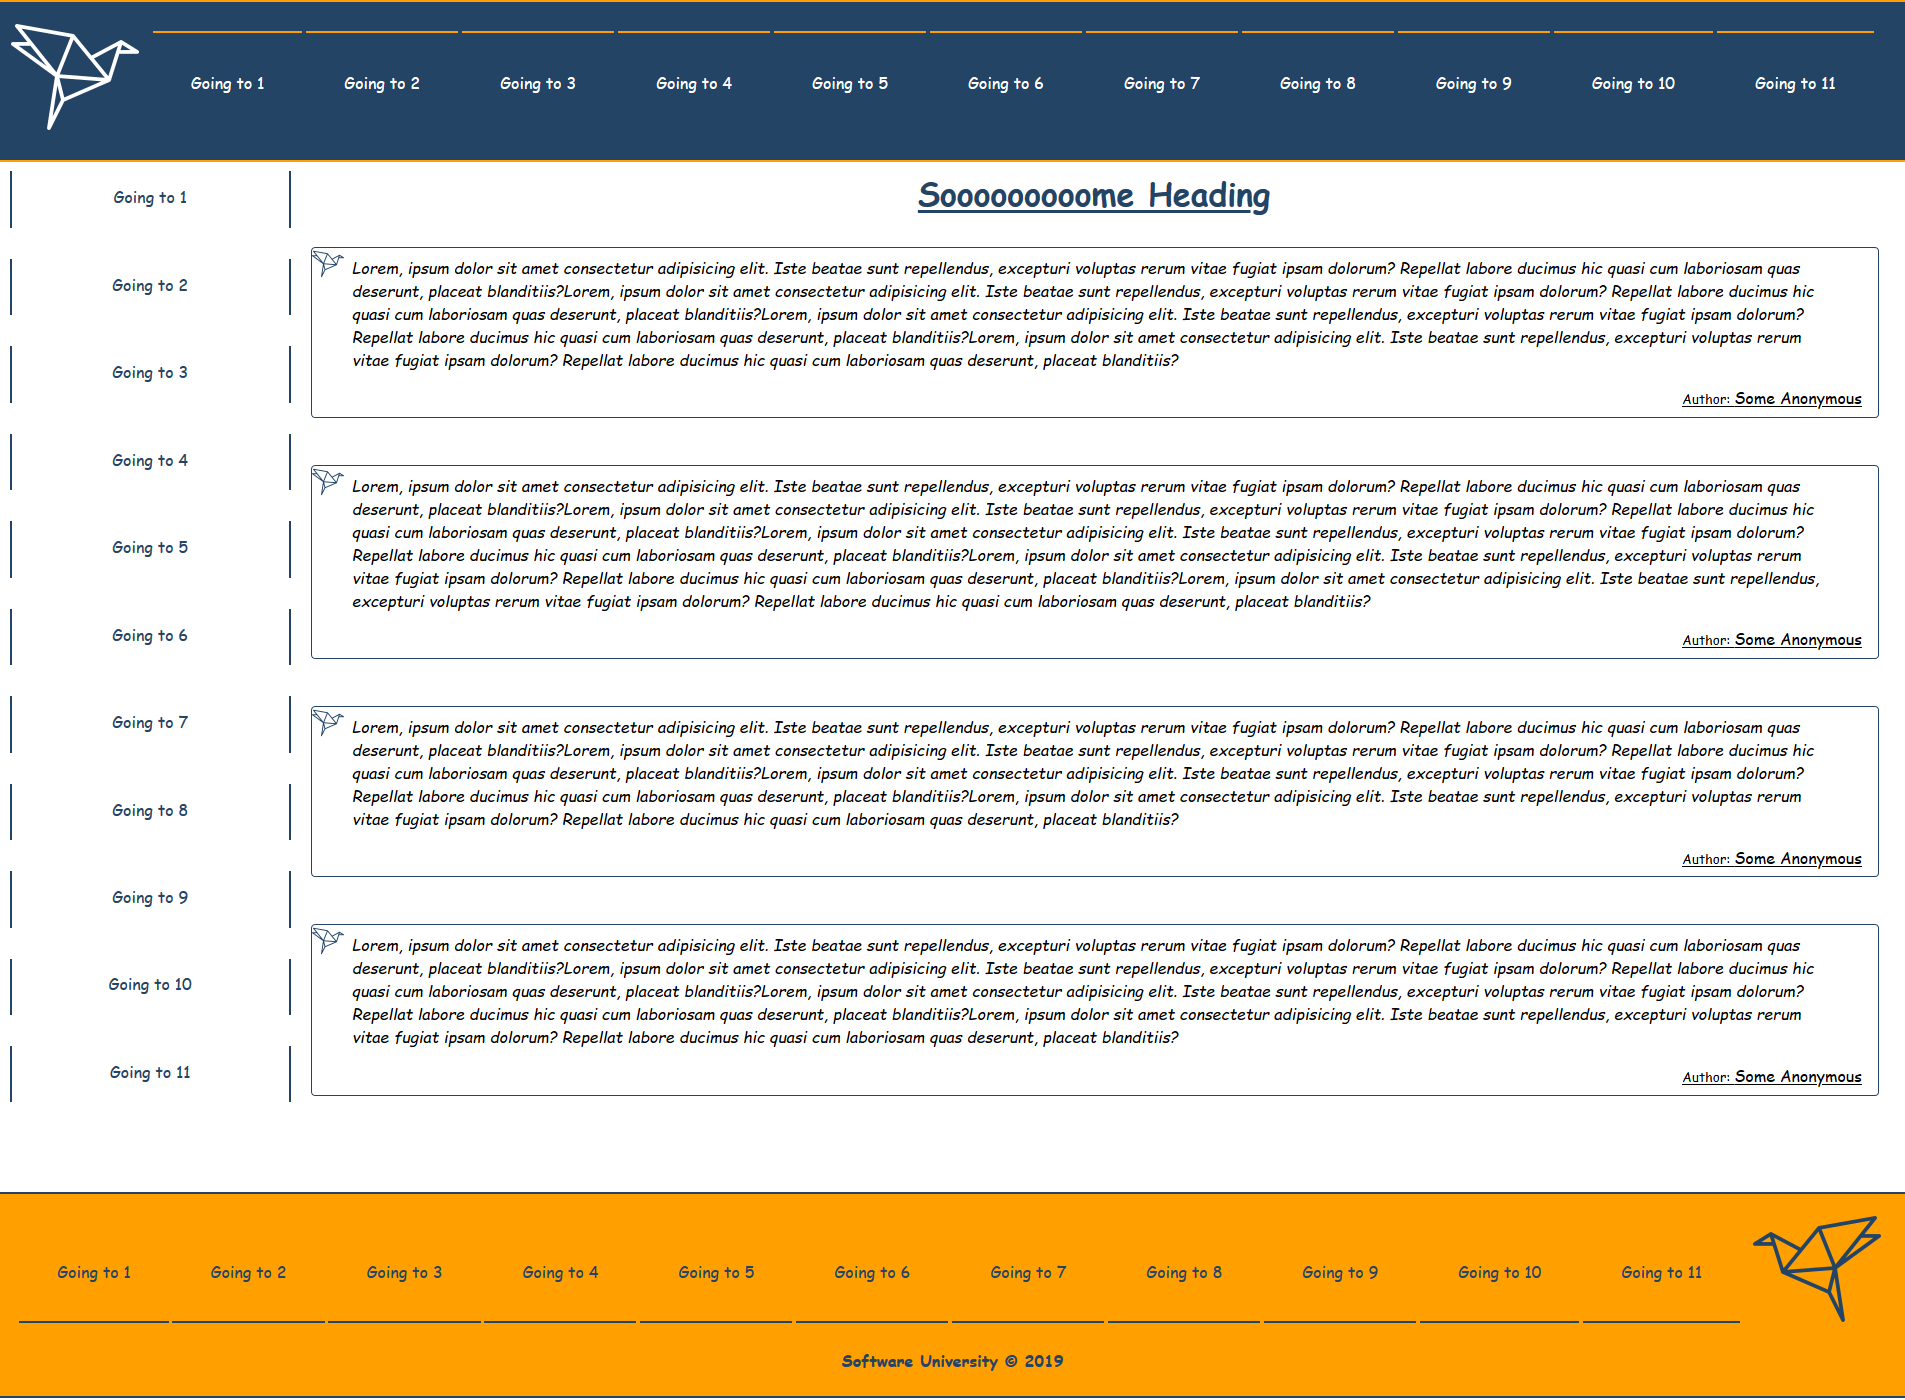 Going to 1 Going to 2 Going to 3 Going to 4 Going to 5 Going to 6 Going to 7 Going to 8 Going to 9 Going to 10 Going to 11
Going to 1
Going to 2
Going to 3
Going to 4
Going to 5
Going to 6
Going to 7
Going to 8
Going to 9
Going to 10
Going to 11
Sooooooooome Heading
Lorem, ipsum dolor sit amet consectetur adipisicing elit. Iste beatae sunt repellendus, excepturi voluptas rerum vitae fugiat ipsam dolorum? Repellat labore ducimus hic quasi cum laboriosam quas
deserunt, placeat blanditiis?Lorem, ipsum dolor sit amet consectetur adipisicing elit. Iste beatae sunt repellendus, excepturi voluptas rerum vitae fugiat ipsam dolorum? Repellat labore ducimus hic
quasi cum laboriosam quas deserunt, placeat blanditiis?Lorem, ipsum dolor sit amet consectetur adipisicing elit. Iste beatae sunt repellendus, excepturi voluptas rerum vitae fugiat ipsam dolorum?
Repellat labore ducimus hic quasi cum laboriosam quas deserunt, placeat blanditiis?Lorem, ipsum dolor sit amet consectetur adipisicing elit. Iste beatae sunt repellendus, excepturi voluptas rerum
vitae fugiat ipsam dolorum? Repellat labore ducimus hic quasi cum laboriosam quas deserunt, placeat blanditiis?
Author: Some Anonymous
Lorem, ipsum dolor sit amet consectetur adipisicing elit. Iste beatae sunt repellendus, excepturi voluptas rerum vitae fugiat ipsam dolorum? Repellat labore ducimus hic quasi cum laboriosam quas
deserunt, placeat blanditiis?Lorem, ipsum dolor sit amet consectetur adipisicing elit. Iste beatae sunt repellendus, excepturi voluptas rerum vitae fugiat ipsam dolorum? Repellat labore ducimus hic
quasi cum laboriosam quas deserunt, placeat blanditiis?Lorem, ipsum dolor sit amet consectetur adipisicing elit. Iste beatae sunt repellendus, excepturi voluptas rerum vitae fugiat ipsam dolorum?
Repellat labore ducimus hic quasi cum laboriosam quas deserunt, placeat blanditiis?Lorem, ipsum dolor sit amet consectetur adipisicing elit. Iste beatae sunt repellendus, excepturi voluptas rerum
vitae fugiat ipsam dolorum? Repellat labore ducimus hic quasi cum laboriosam quas deserunt, placeat blanditiis?Lorem, ipsum dolor sit amet consectetur adipisicing elit. Iste beatae sunt repellendus,
excepturi voluptas rerum vitae fugiat ipsam dolorum? Repellat labore ducimus hic quasi cum laboriosam quas deserunt, placeat blanditiis?
Author: Some Anonymous
Lorem, ipsum dolor sit amet consectetur adipisicing elit. Iste beatae sunt repellendus, excepturi voluptas rerum vitae fugiat ipsam dolorum? Repellat labore ducimus hic quasi cum laboriosam quas
deserunt, placeat blanditiis?Lorem, ipsum dolor sit amet consectetur adipisicing elit. Iste beatae sunt repellendus, excepturi voluptas rerum vitae fugiat ipsam dolorum? Repellat labore ducimus hic
quasi cum laboriosam quas deserunt, placeat blanditiis?Lorem, ipsum dolor sit amet consectetur adipisicing elit. Iste beatae sunt repellendus, excepturi voluptas rerum vitae fugiat ipsam dolorum?
Repellat labore ducimus hic quasi cum laboriosam quas deserunt, placeat blanditiis?Lorem, ipsum dolor sit amet consectetur adipisicing elit. Iste beatae sunt repellendus, excepturi voluptas rerum
vitae fugiat ipsam dolorum? Repellat labore ducimus hic quasi cum laboriosam quas deserunt, placeat blanditiis?
Author: Some Anonymous
Lorem, ipsum dolor sit amet consectetur adipisicing elit. Iste beatae sunt repellendus, excepturi voluptas rerum vitae fugiat ipsam dolorum? Repellat labore ducimus hic quasi cum laboriosam quas
deserunt, placeat blanditiis?Lorem, ipsum dolor sit amet consectetur adipisicing elit. Iste beatae sunt repellendus, excepturi voluptas rerum vitae fugiat ipsam dolorum? Repellat labore ducimus hic
quasi cum laboriosam quas deserunt, placeat blanditiis?Lorem, ipsum dolor sit amet consectetur adipisicing elit. Iste beatae sunt repellendus, excepturi voluptas rerum vitae fugiat ipsam dolorum?
Repellat labore ducimus hic quasi cum laboriosam quas deserunt, placeat blanditiis?Lorem, ipsum dolor sit amet consectetur adipisicing elit. Iste beatae sunt repellendus, excepturi voluptas rerum
vitae fugiat ipsam dolorum? Repellat labore ducimus hic quasi cum laboriosam quas deserunt, placeat blanditiis?
Author: Some Anonymous
Going to 1 Going to 2 Going to 3 Going to 4 Going to 5 Going to 6 Going to 7 Going to 8 Going to 9 Going to 10 Going to 11
Software University © 2019